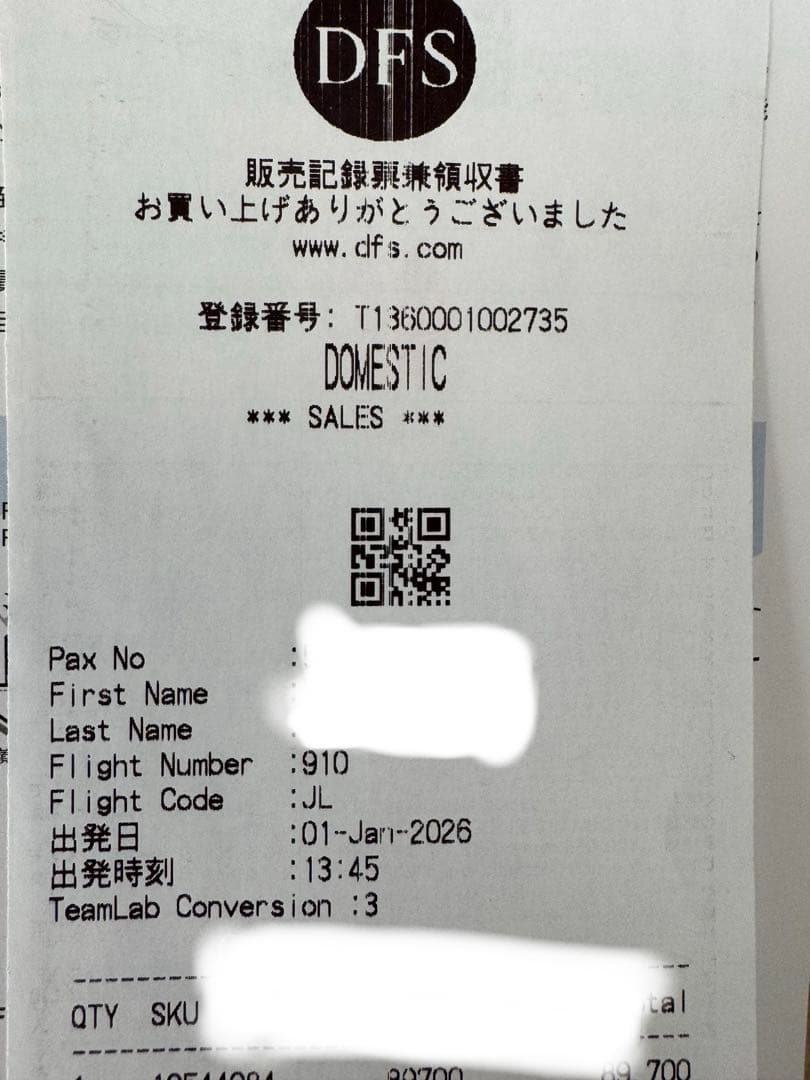 DFS
販売記録票兼領収書
お買い上げありがとうございました
www.dfs.com
登録番号: T1360001002735
DOMESTIC
*** SALES ***
Pax No :
First Name :
Last Name :
Flight Number :910
Flight Code :JL
出発日 :01-Jan-2026
出発時刻 :13:45
TeamLab Conversion :3
QTY SKU
89,700